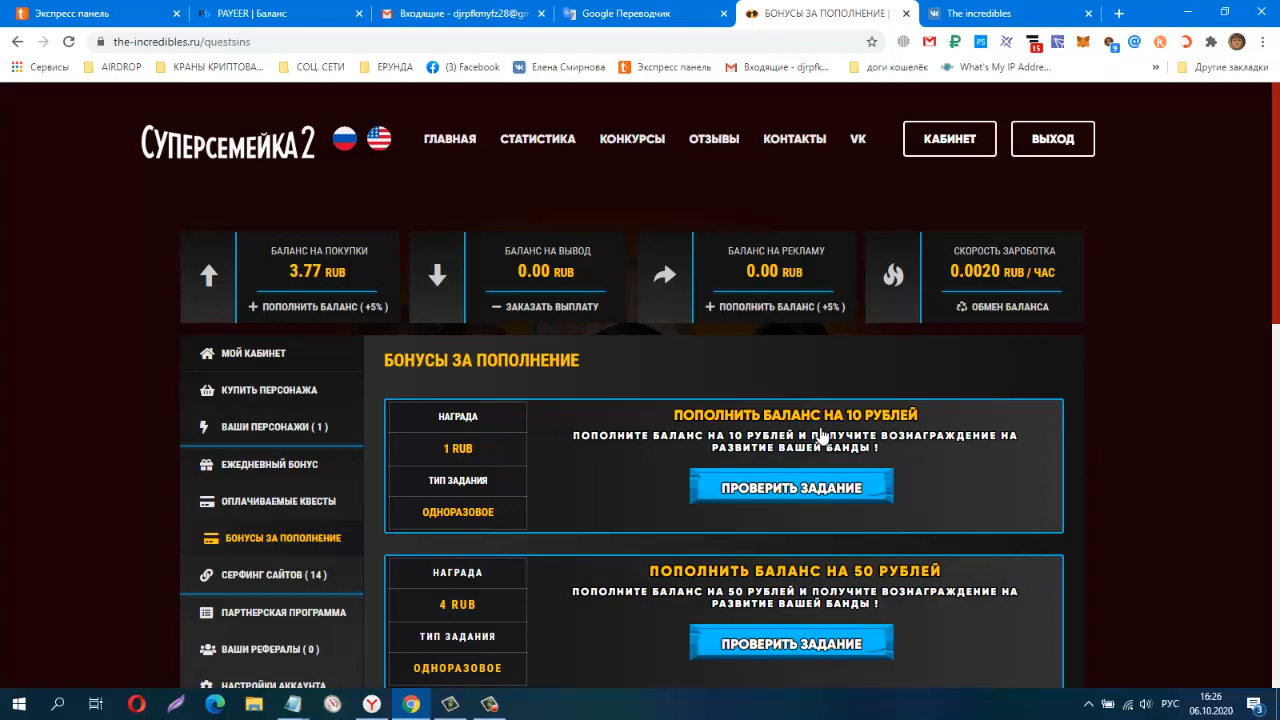 Экспресс панель
PAYEER | Баланс
Входящие - djrpfkmyfz28@gm
Google Переводчик
БОНУСЫ ЗА ПОПОЛНЕНИЕ |
The incredibles
the-incredibles.ru/questsins
15
9
Сервисы
AIRDROP
КРАНЫ КРИПТОВА...
СОЦ. СЕТИ
ЕРУНДА
(3) Facebook
Елена Смирнова
Экспресс панель
Входящие - djrpfk...
доги кошелёк
What's My IP Addre...
»
Другие закладки
СУПЕРСЕМЕЙКА 2
ГЛАВНАЯ
СТАТИСТИКА
КОНКУРСЫ
ОТЗЫВЫ
КОНТАКТЫ
VK
КАБИНЕТ
ВЫХОД
БАЛАНС НА ПОКУПКИ
3.77 RUB
ПОПОЛНИТЬ БАЛАНС ( +5% )
БАЛАНС НА ВЫВОД
0.00 RUB
ЗАКАЗАТЬ ВЫПЛАТУ
БАЛАНС НА РЕКЛАМУ
0.00 RUB
ПОПОЛНИТЬ БАЛАНС ( +5% )
СКОРОСТЬ ЗАРОБОТКА
0.0020 RUB / ЧАС
ОБМЕН БАЛАНСА
МОЙ КАБИНЕТ
КУПИТЬ ПЕРСОНАЖА
ВАШИ ПЕРСОНАЖИ ( 1 )
ЕЖЕДНЕВНЫЙ БОНУС
ОПЛАЧИВАЕМЫЕ КВЕСТЫ
БОНУСЫ ЗА ПОПОЛНЕНИЕ
СЕРФИНГ САЙТОВ ( 14 )
ПАРТНЕРСКАЯ ПРОГРАММА
ВАШИ РЕФЕРАЛЫ ( 0 )
НАСТРОЙКИ АККАУНТА
БОНУСЫ ЗА ПОПОЛНЕНИЕ
НАГРАДА
1 RUB
ТИП ЗАДАНИЯ
ОДНОРАЗОВОЕ
ПОПОЛНИТЬ БАЛАНС НА 10 РУБЛЕЙ
ПОПОЛНИТЕ БАЛАНС НА 10 РУБЛЕЙ И ПОЛУЧИТЕ ВОЗНАГРАЖДЕНИЕ НА
РАЗВИТИЕ ВАШЕЙ БАНДЫ !
ПРОВЕРИТЬ ЗАДАНИЕ
НАГРАДА
4 RUB
ТИП ЗАДАНИЯ
ОДНОРАЗОВОЕ
ПОПОЛНИТЬ БАЛАНС НА 50 РУБЛЕЙ
ПОПОЛНИТЕ БАЛАНС НА 50 РУБЛЕЙ И ПОЛУЧИТЕ ВОЗНАГРАЖДЕНИЕ НА
РАЗВИТИЕ ВАШЕЙ БАНДЫ !
ПРОВЕРИТЬ ЗАДАНИЕ
РУС
16:26
06.10.2020
3